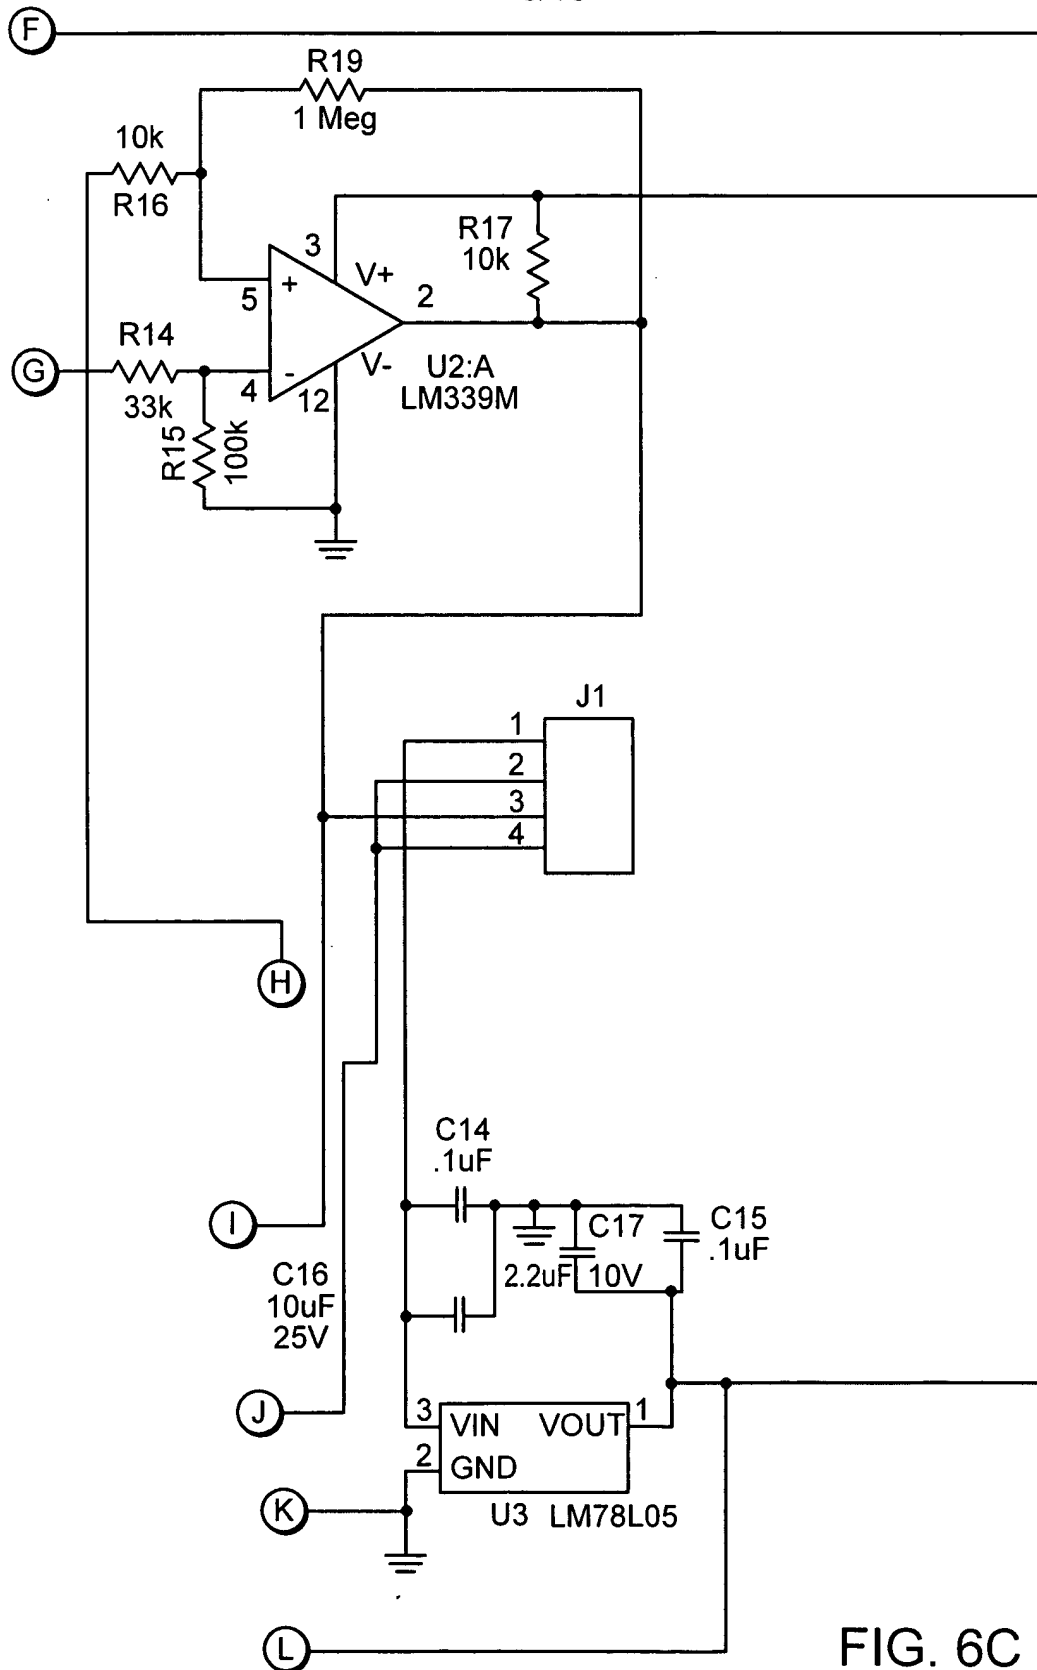 F
R19
1 Meg
10k
R16
3
V+
R17
10k
5
+
2
R14
G
4
-
V-
12
U2:A
LM339M
33k
R15
100k
J1
1
2
3
4
H
C14
.1uF
I
C17
C15
.1uF
2.2uF
10V
C16
10uF
25V
J
3
VIN
VOUT
1
2
GND
K
U3
LM78L05
L
FIG. 6C